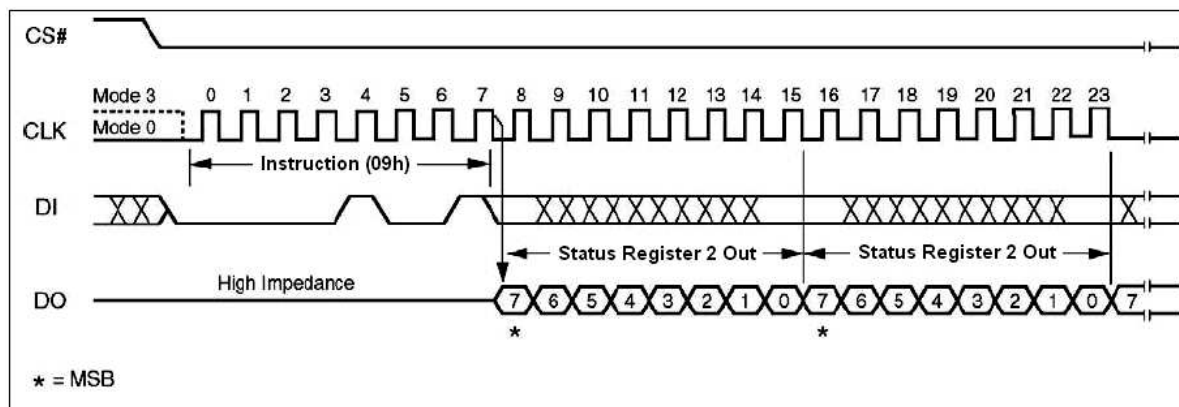 CS#
Mode 3
0 1 2 3 4 5 6 7 8 9 10 11 12 13 14 15 16 17 18 19 20 21 22 23
CLK
Mode 0
Instruction (09h)
DI
Status Register 2 Out
Status Register 2 Out
High Impedance
DO
7 6 5 4 3 2 1 0 7 6 5 4 3 2 1 0 7
* *
* = MSB